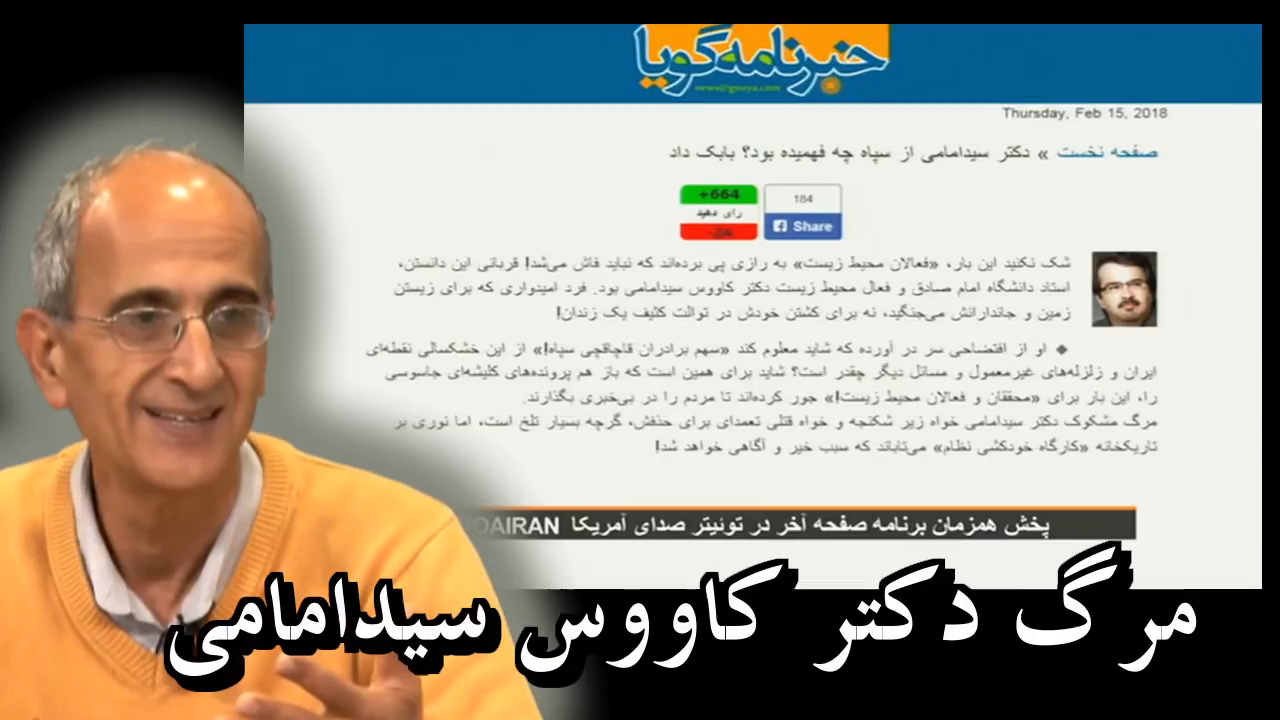 خبرنامه گویا
news@gooya.com
Thursday, Feb 15, 2018
صفحه نخست » دکتر سیدامامی از سپاه چه فهمیده بود؟ بابک داد
+664
رای دهید
184
Share
شک نکنید این بار، «فعالان محیط زیست» به رازی پی برده‌اند که نباید فاش می‌شد! قربانی این دانستن،
استاد دانشگاه امام صادق و فعال محیط زیست دکتر کاووس سیدامامی بود. فرد امیدواری که برای زیستن
زمین و جاندارانش می‌جنگید، نه برای کشتن خودش در توالت کثیف یک زندان!
◆ او از افتضاحی سر در آورده که شاید معلوم کند «سهم برادران قاچاقچی سپاه!» از این خشکسالی نقطه‌ای
ایران و زلزله‌های غیرمعمول و مسائل دیگر چقدر است؟ شاید برای همین است که باز هم پرونده‌های کلیشه‌ای جاسوسی
را، این بار برای «محققان و فعالان محیط زیست!» جور کرده‌اند تا مردم را در بی‌خبری بگذارند.
مرگ مشکوک دکتر سیدامامی خواه زیر شکنجه و خواه قتلی تعمدای برای حذفش، گرچه بسیار تلخ است، اما نوری بر
تاریکخانه «کارگاه خودکشی نظام» می‌تاباند که سبب خیر و آگاهی خواهد شد!
پخش همزمان برنامه صفحه آخر در توئیتر صدای آمریکا OAIRAN
مرگ دکتر کاووس سیدامامی